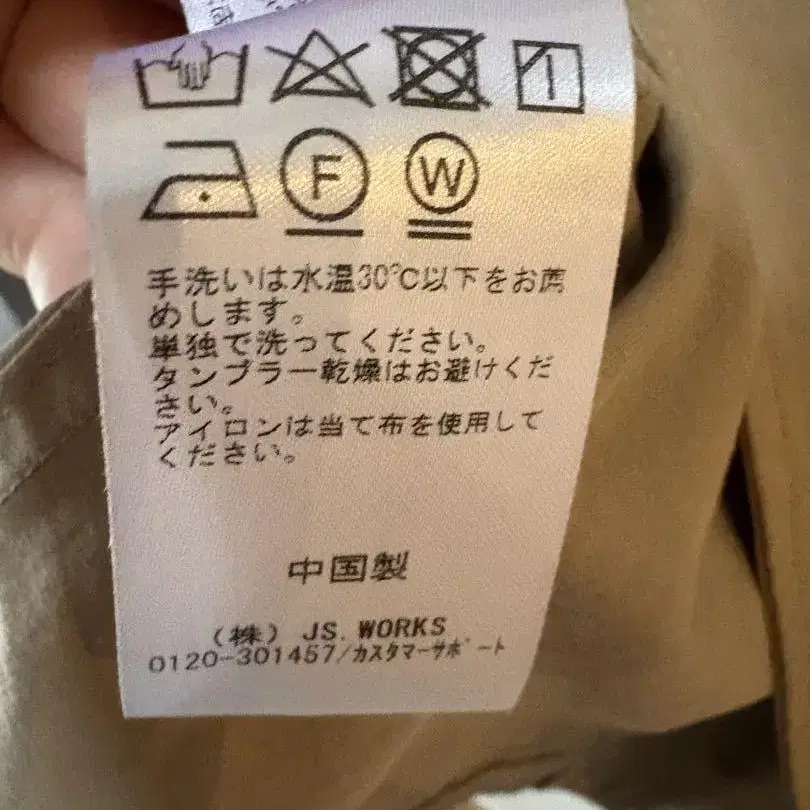 F W
手洗いは水温30℃以下をお薦
めします。
単独で洗ってください。
タンブラー乾燥はお避けくだ
さい。
アイロンは当て布を使用して
ください。
中国製
(株) JS. WORKS
0120-301457/カスタマーサポート